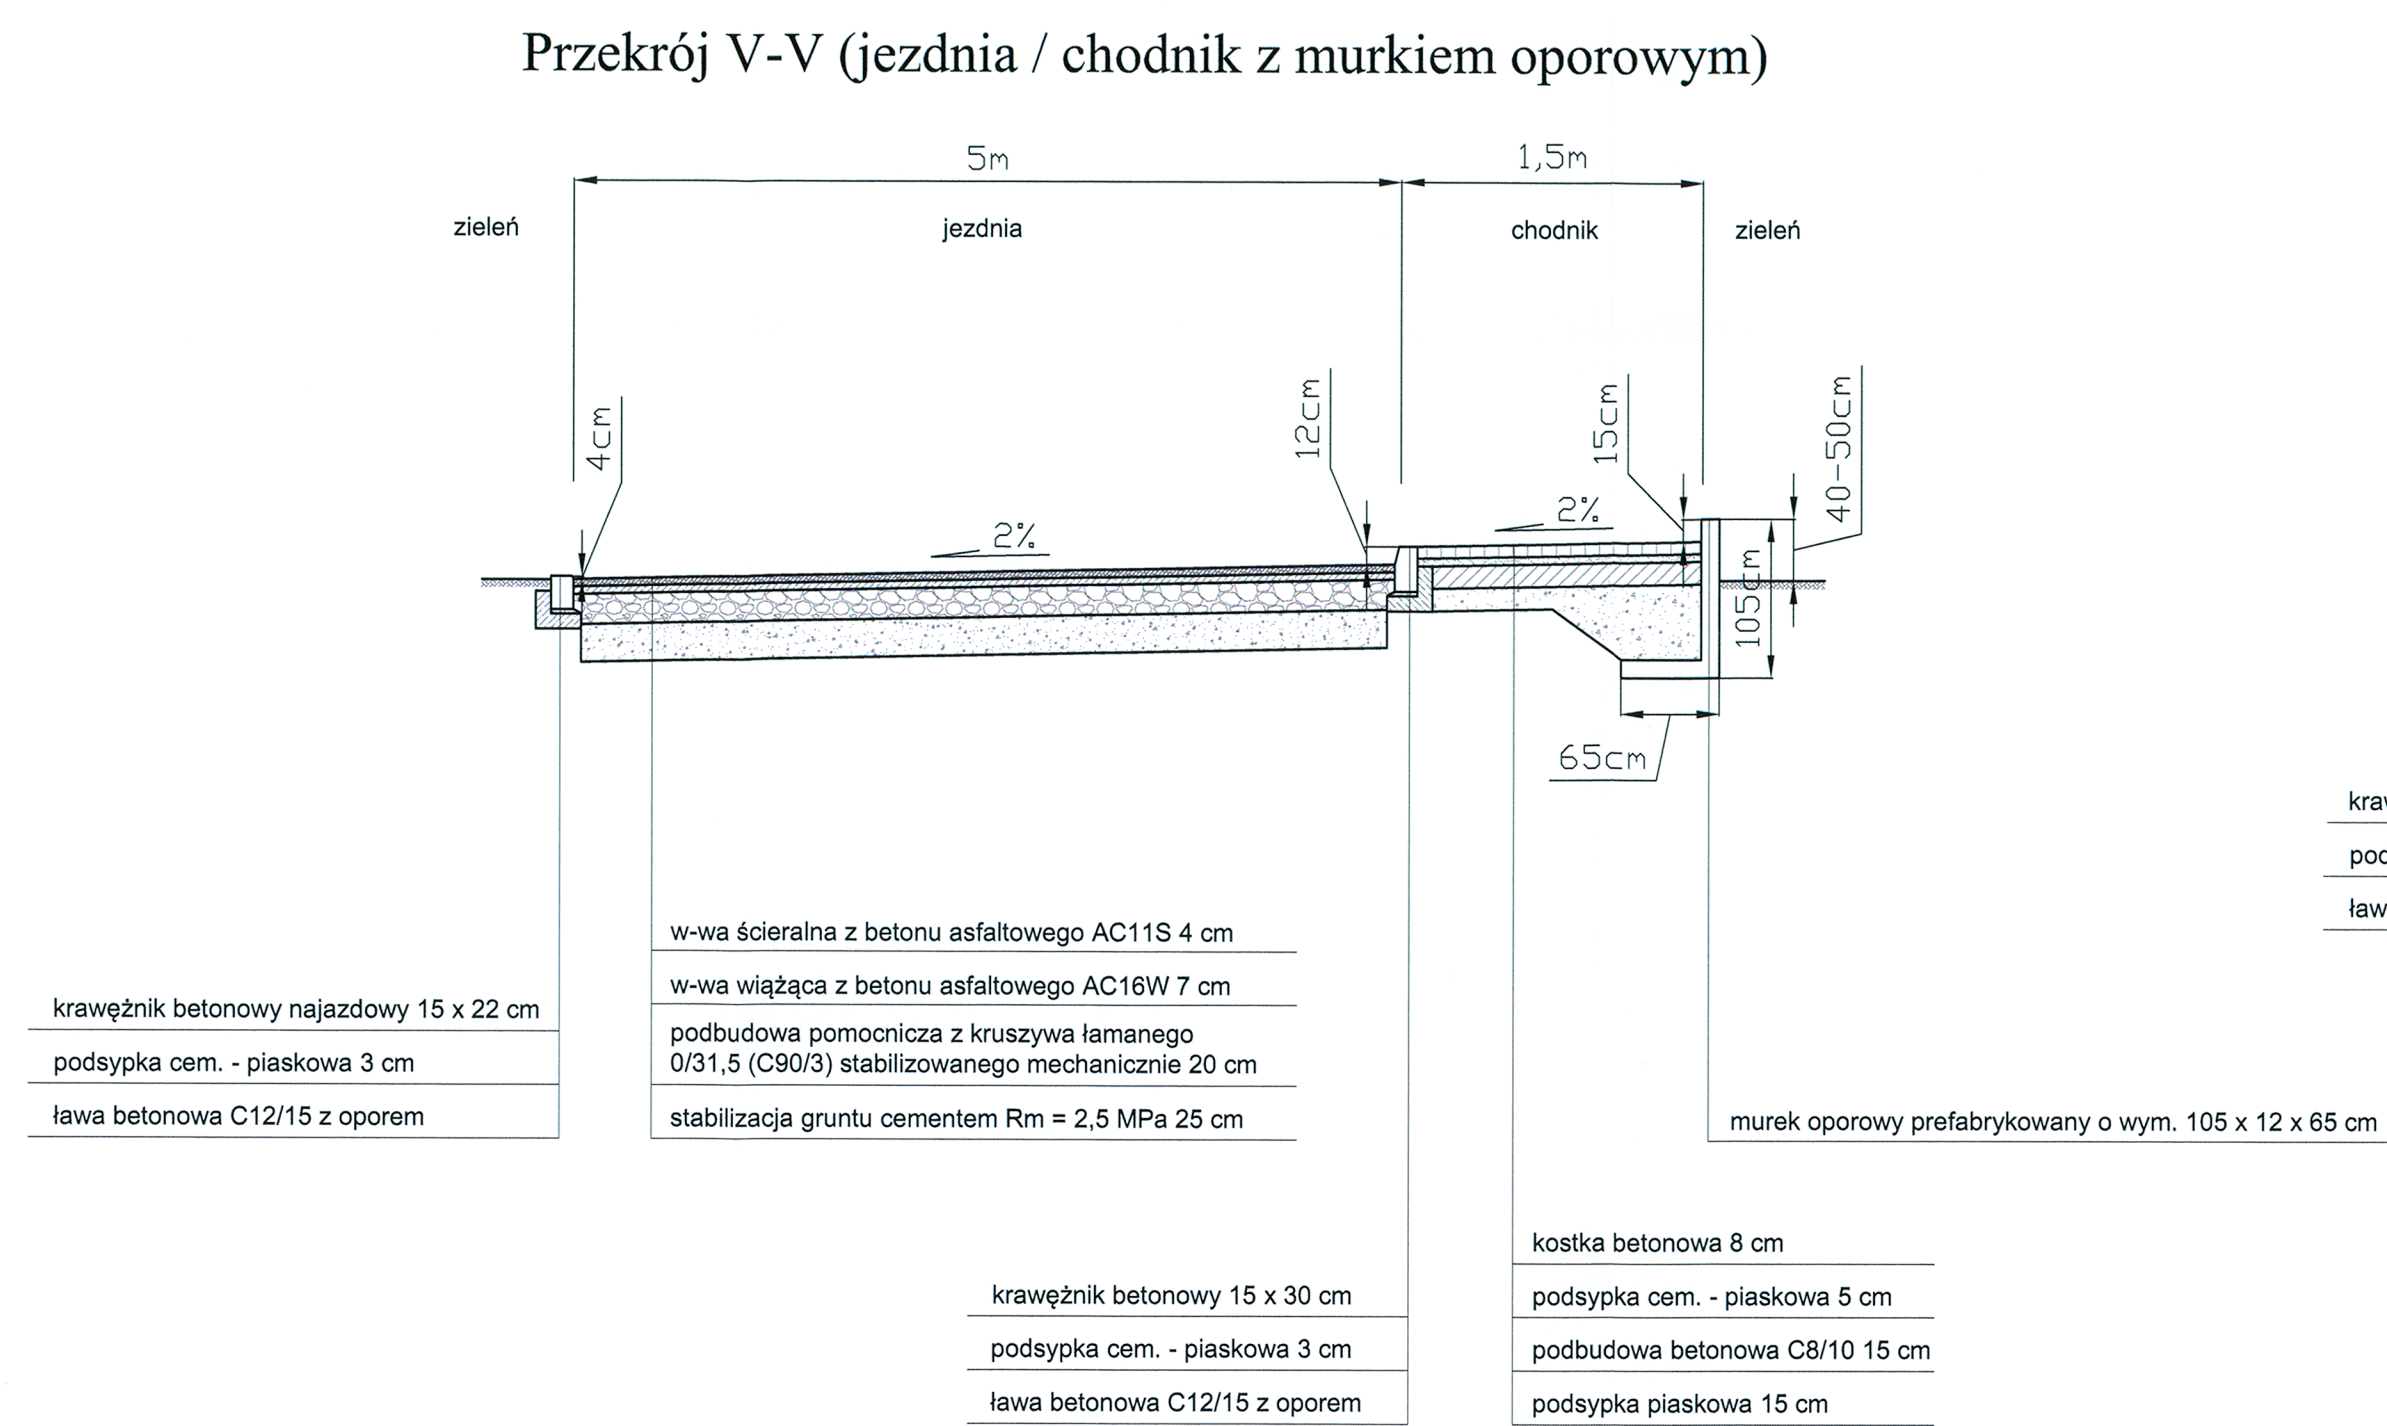 Przekrój V-V (jezdnia / chodnik z murkiem oporowym)
5m
1,5m
zieleń
jezdnia
chodnik
zieleń
4cm
12cm
15cm
40-50cm
2%
2%
105cm
65cm
w-wa ścieralna z betonu asfaltowego AC11S 4 cm
w-wa wiążąca z betonu asfaltowego AC16W 7 cm
podbudowa pomocnicza z kruszywa łamanego
0/31,5 (C90/3) stabilizowanego mechanicznie 20 cm
stabilizacja gruntu cementem Rm = 2,5 MPa 25 cm
krawężnik betonowy najazdowy 15 x 22 cm
podsypka cem. - piaskowa 3 cm
ława betonowa C12/15 z oporem
murek oporowy prefabrykowany o wym. 105 x 12 x 65 cm
krawężnik betonowy 15 x 30 cm
podsypka cem. - piaskowa 3 cm
ława betonowa C12/15 z oporem
kostka betonowa 8 cm
podsypka cem. - piaskowa 5 cm
podbudowa betonowa C8/10 15 cm
podsypka piaskowa 15 cm